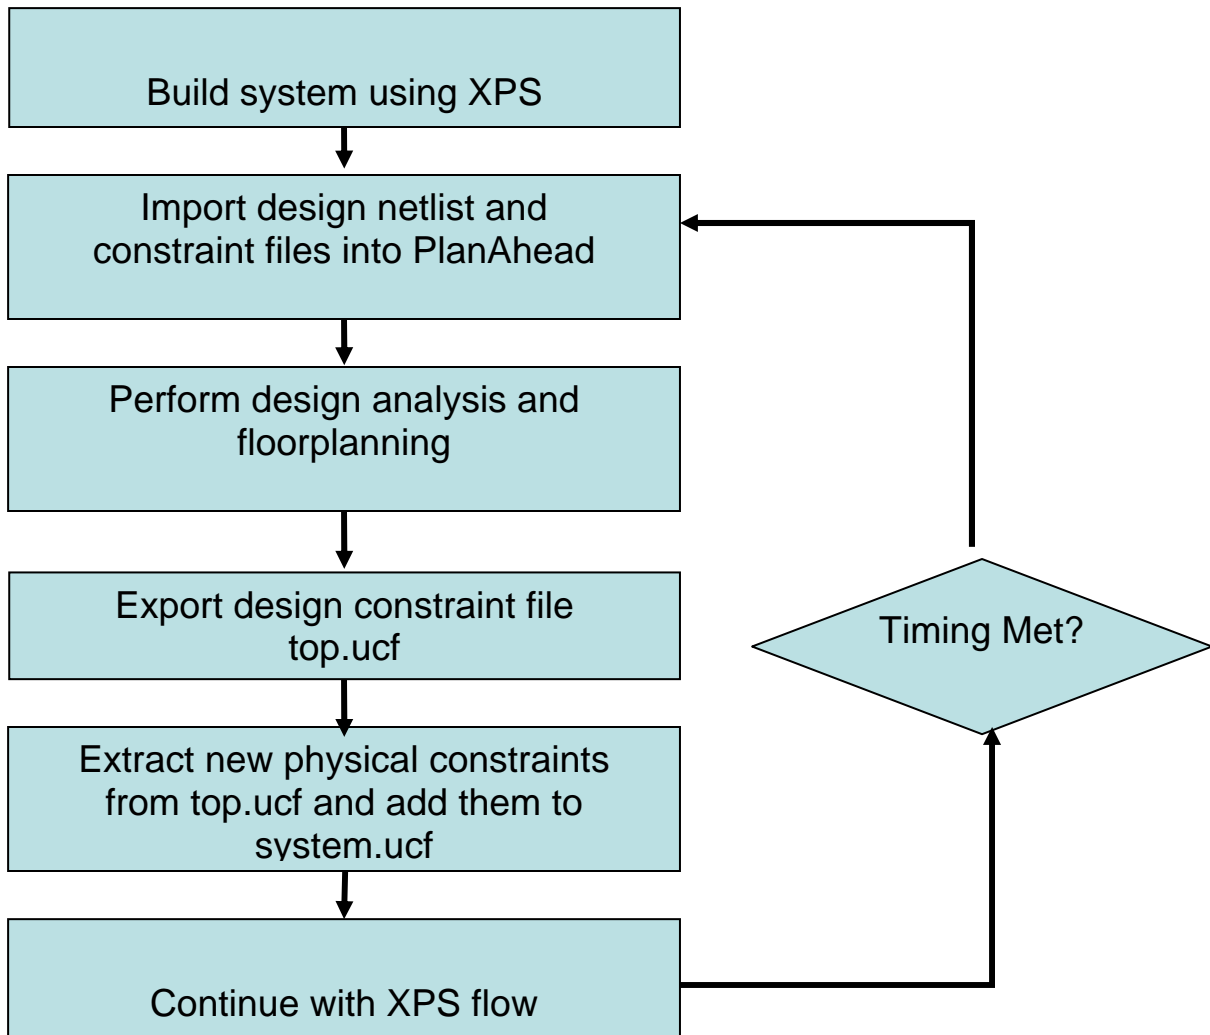 Build system using XPS
Import design netlist and
constraint files into PlanAhead
Perform design analysis and
floorplanning
Export design constraint file
top.ucf
Extract new physical constraints
from top.ucf and add them to
system.ucf
Continue with XPS flow
Timing Met?